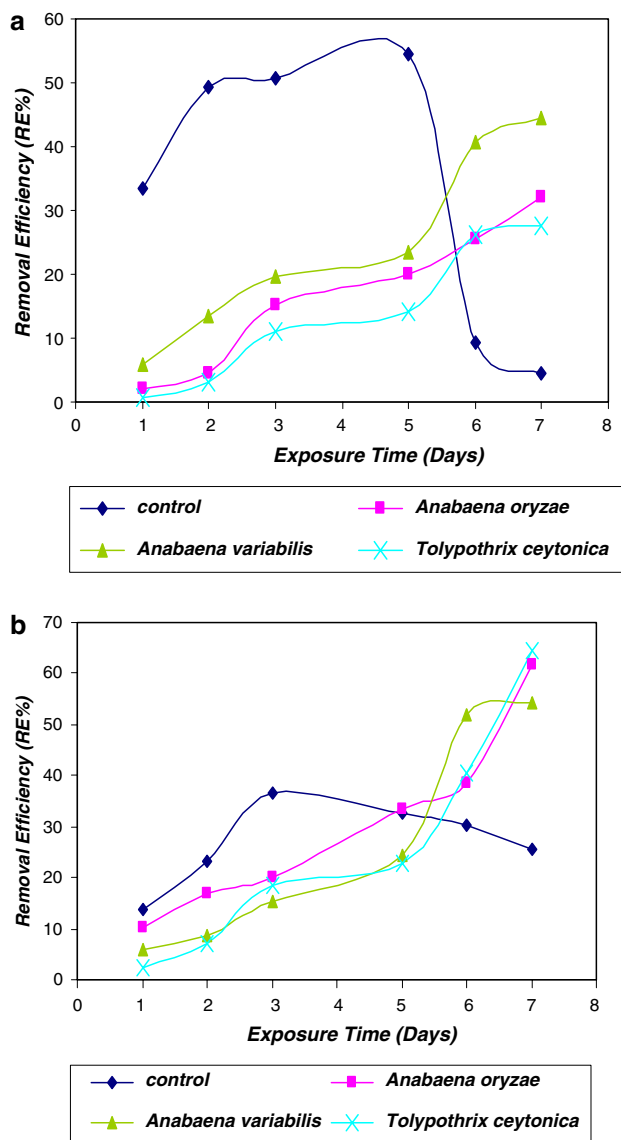 a
Removal Efficiency (RE%)
60
50
40
30
20
10
0
0 1 2 3 4 5 6 7 8
Exposure Time (Days)
control
Anabaena oryzae
Anabaena variabilis
Tolypothrix ceytonica
b
Removal Efficiency (RE%)
70
60
50
40
30
20
10
0
0 1 2 3 4 5 6 7 8
Exposure Time (Days)
control
Anabaena oryzae
Anabaena variabilis
Tolypothrix ceytonica